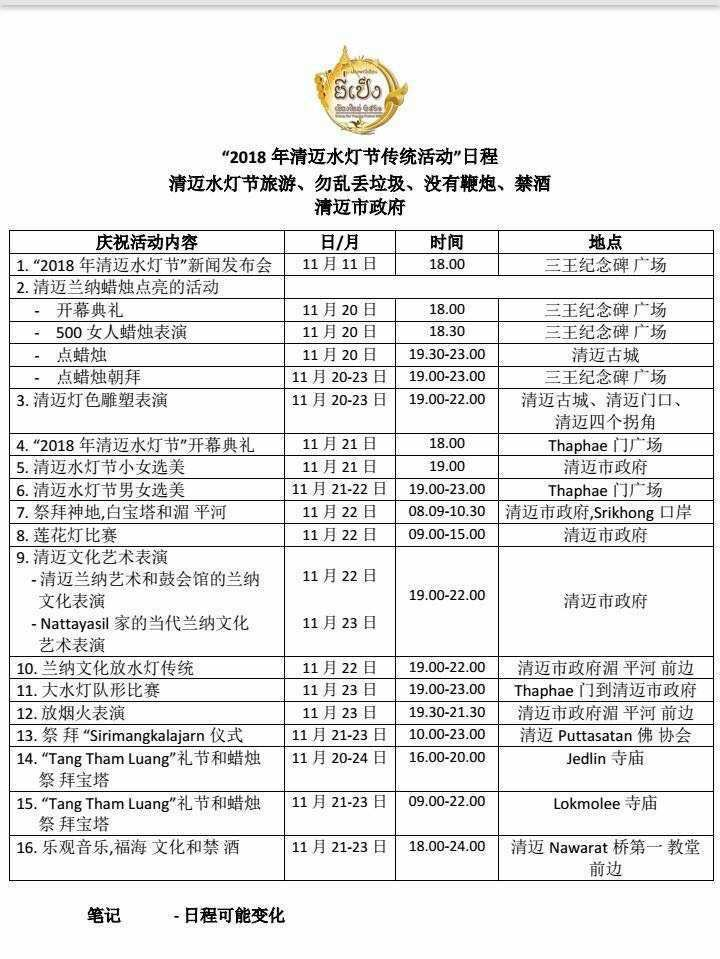 ยี่เป็ง
"2018 年清迈水灯节传统活动"日程
清迈水灯节旅游、勿乱丢垃圾、没有鞭炮、禁酒
清迈市政府
庆祝活动内容 日/月 时间 地点
1. "2018 年清迈水灯节"新闻发布会 11 月 11 日 18.00 三王纪念碑 广场
2. 清迈兰纳蜡烛点亮的活动
- 开幕典礼 11 月 20 日 18.00 三王纪念碑 广场
- 500 女人蜡烛表演 11 月 20 日 18.30 三王纪念碑 广场
- 点蜡烛 11 月 20 日 19.30-23.00 清迈古城
- 点蜡烛朝拜 11 月 20-23 日 19.00-23.00 三王纪念碑 广场
3. 清迈灯色雕塑表演 11 月 20-23 日 19.00-22.00 清迈古城、清迈门口、
清迈四个拐角
4. "2018 年清迈水灯节"开幕典礼 11 月 21 日 18.00 Thaphae 门广场
5. 清迈水灯节小女选美 11 月 21 日 19.00 清迈市政府
6. 清迈水灯节男女选美 11 月 21-22 日 19.00-23.00 Thaphae 门广场
7. 祭拜神地,白宝塔和湄 平河 11 月 22 日 08.09-10.30 清迈市政府,Srikhong 口岸
8. 莲花灯比赛 11 月 22 日 09.00-15.00 清迈市政府
9. 清迈文化艺术表演
- 清迈兰纳艺术和鼓会馆的兰纳 11 月 22 日
文化表演 19.00-22.00 清迈市政府
- Nattayasil 家的当代兰纳文化 11 月 23 日
艺术表演
10. 兰纳文化放水灯传统 11 月 22 日 19.00-22.00 清迈市政府湄 平河 前边
11. 大水灯队形比赛 11 月 23 日 19.00-23.00 Thaphae 门到清迈市政府
12. 放烟火表演 11 月 23 日 19.30-21.30 清迈市政府湄 平河 前边
13. 祭 拜 "Sirimangkalajarn 仪式 11 月 21-23 日 10.00-23.00 清迈 Puttasatan 佛 协会
14. "Tang Tham Luang"礼节和蜡烛 11 月 20-24 日 16.00-20.00 Jedlin 寺庙
祭 拜宝塔
15. "Tang Tham Luang"礼节和蜡烛 11 月 21-23 日 09.00-22.00 Lokmolee 寺庙
祭 拜宝塔
16. 乐观音乐,福海 文化和禁 酒 11 月 21-23 日 18.00-24.00 清迈 Nawarat 桥第一 教堂
前边
笔记 - 日程可能变化